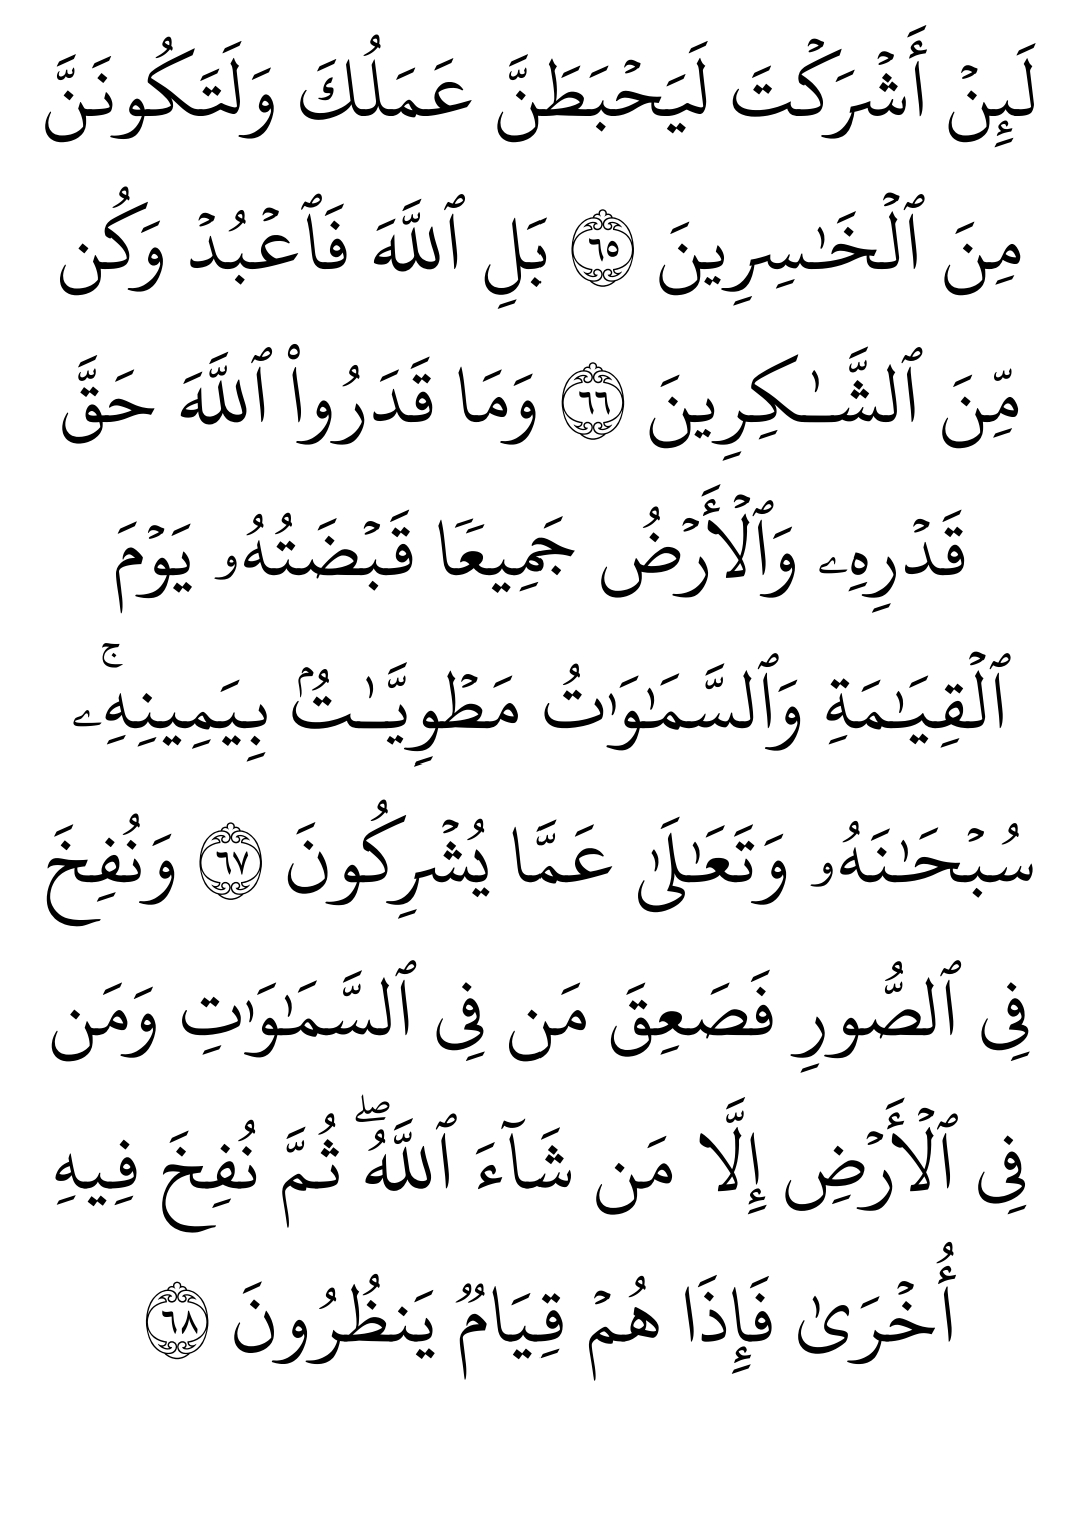 لَئِنْ أَشْرَكْتَ لَيَحْبَطَنَّ عَمَلُكَ وَلَتَكُونَنَّ
مِنَ ٱلْخَـٰسِرِينَ ٦٥ بَلِ ٱللَّهَ فَٱعْبُدْ وَكُن
مِّنَ ٱلشَّـٰكِرِينَ ٦٦ وَمَا قَدَرُوا۟ ٱللَّهَ حَقَّ
قَدْرِهِۦ وَٱلْأَرْضُ جَمِيعًا قَبْضَتُهُۥ يَوْمَ
ٱلْقِيَـٰمَةِ وَٱلسَّمَـٰوَٰتُ مَطْوِيَّـٰتٌۢ بِيَمِينِهِۦ ۚ
سُبْحَـٰنَهُۥ وَتَعَـٰلَىٰ عَمَّا يُشْرِكُونَ ٦٧ وَنُفِخَ
فِى ٱلصُّورِ فَصَعِقَ مَن فِى ٱلسَّمَـٰوَٰتِ وَمَن
فِى ٱلْأَرْضِ إِلَّا مَن شَآءَ ٱللَّهُ ۖ ثُمَّ نُفِخَ فِيهِ
أُخْرَىٰ فَإِذَا هُمْ قِيَامٌ يَنظُرُونَ ٦٨